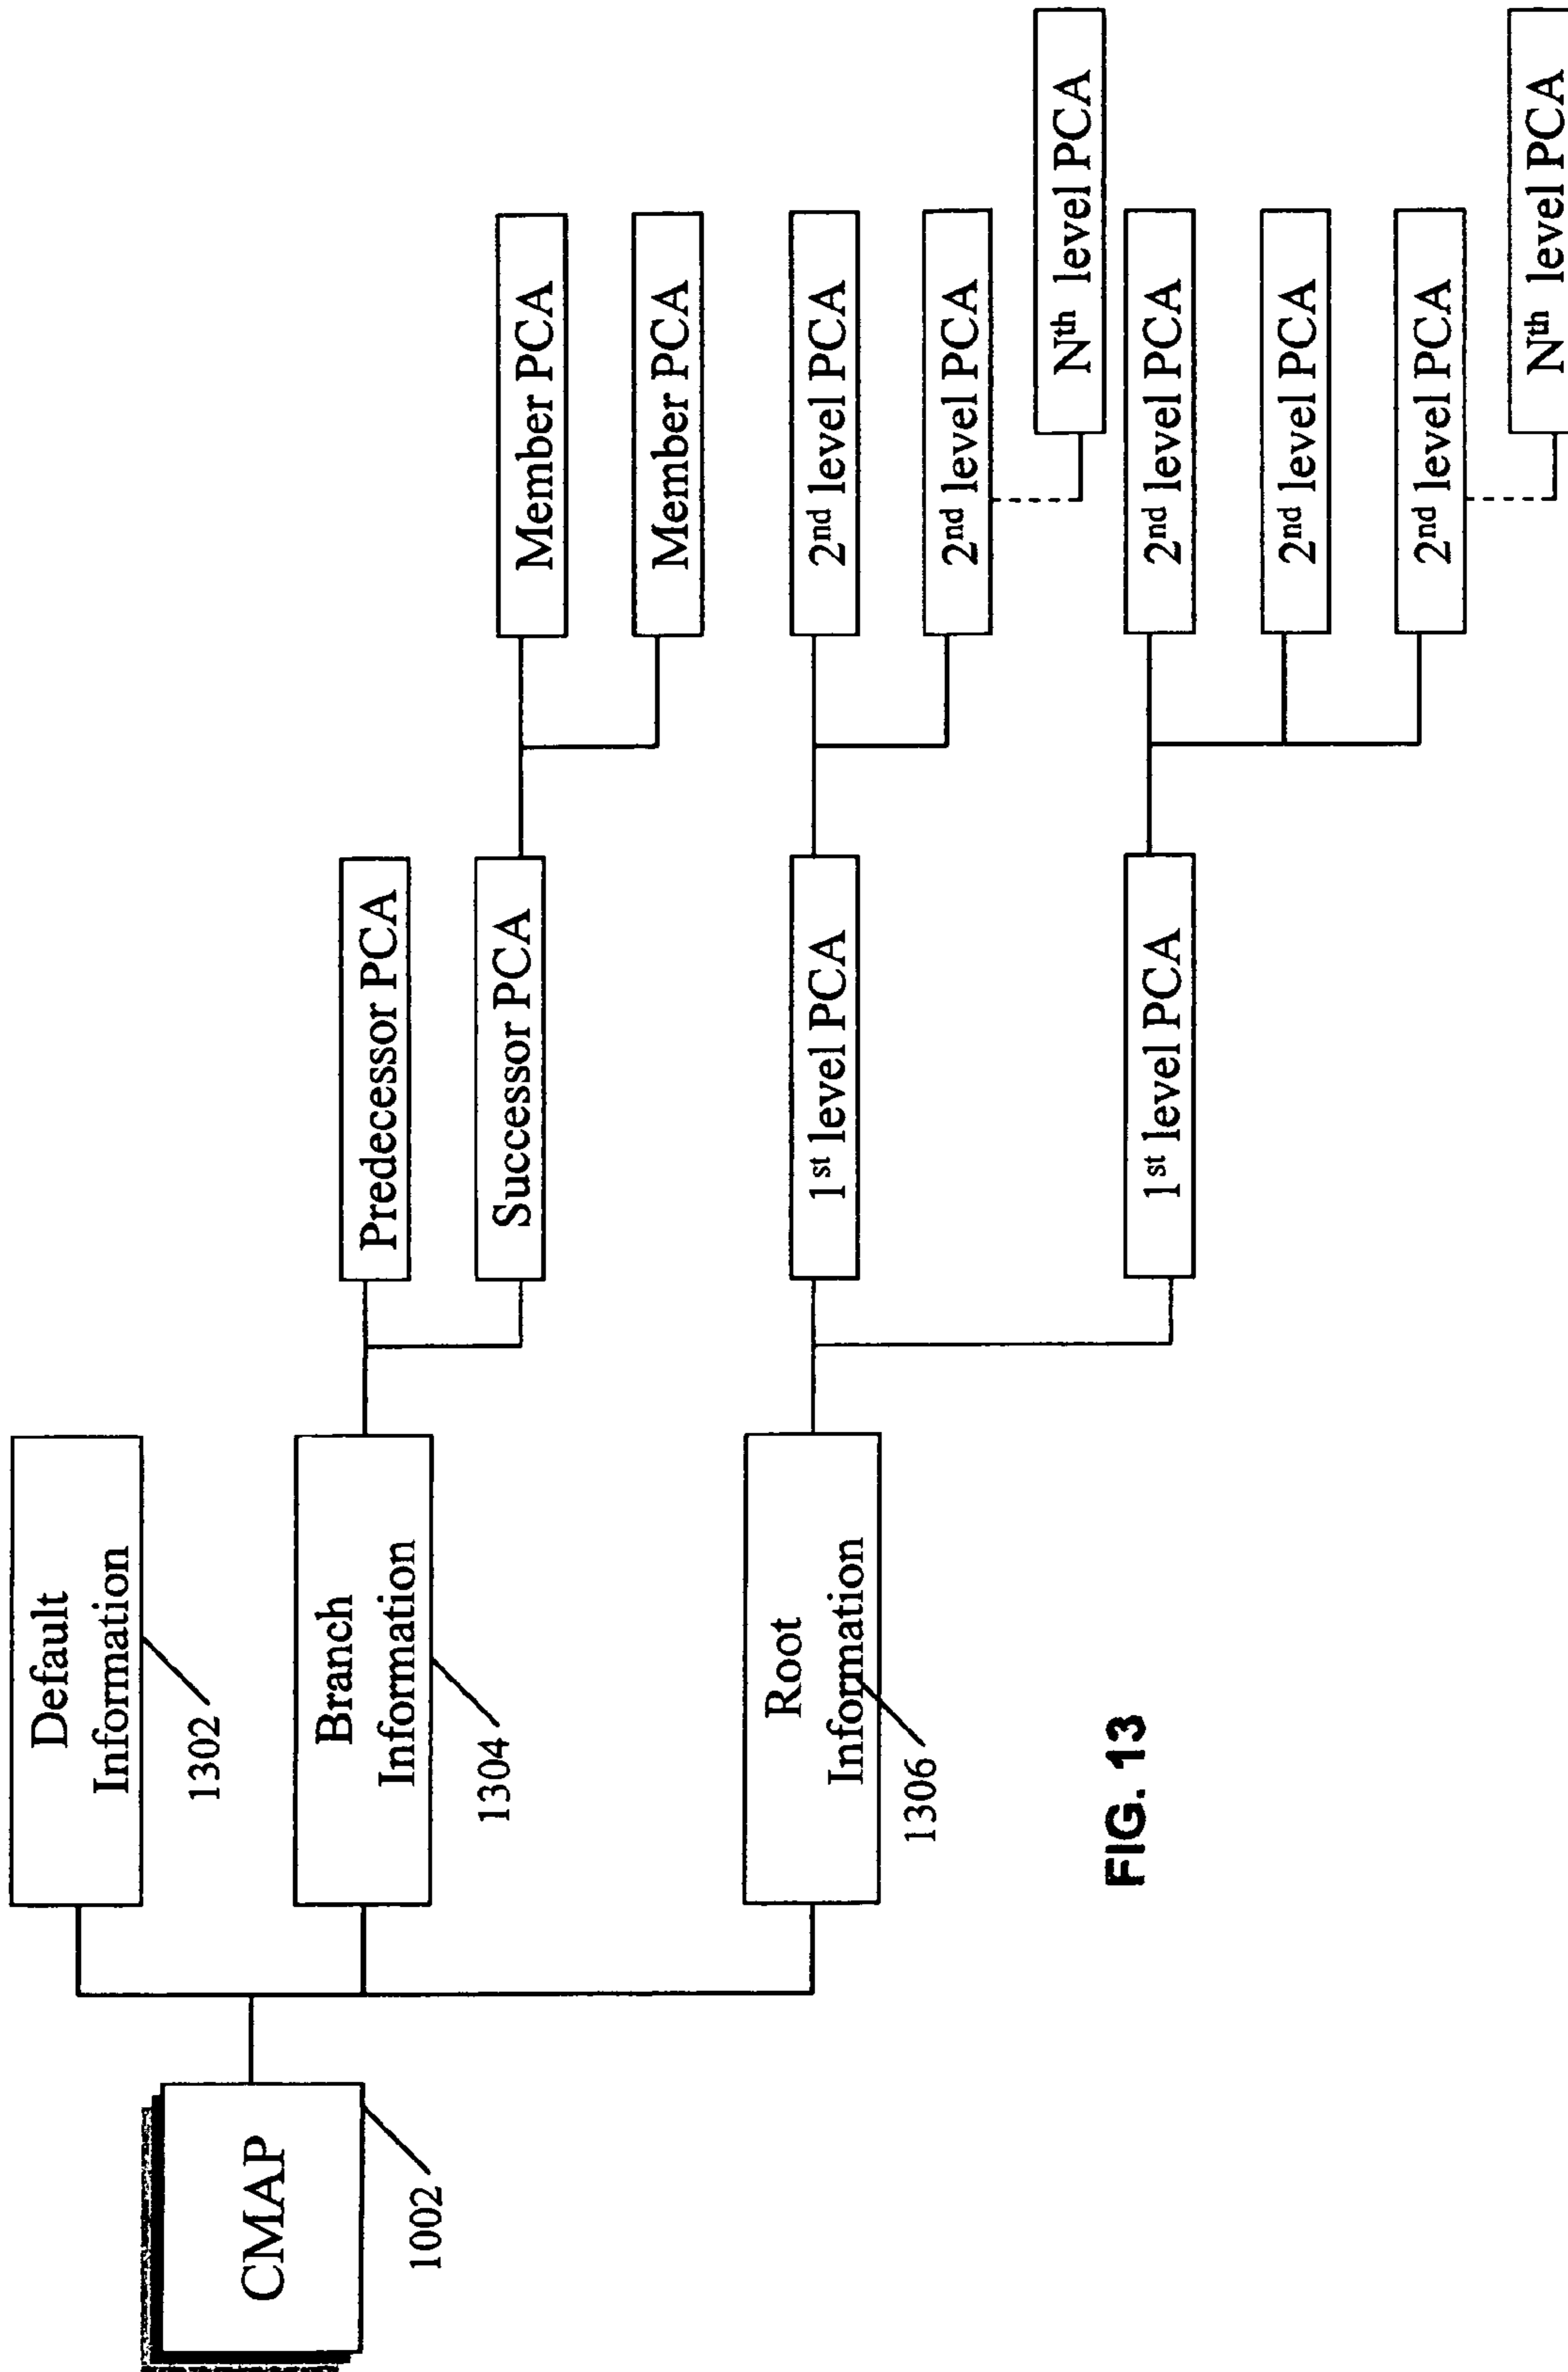 CMAP
1002
Default
Information
1302
Branch
Information
1304
Root
Information
1306
Predecessor PCA
Successor PCA
Member PCA
Member PCA
1st level PCA
2nd level PCA
2nd level PCA
Nth level PCA
1st level PCA
2nd level PCA
2nd level PCA
2nd level PCA
Nth level PCA
FIG. 13